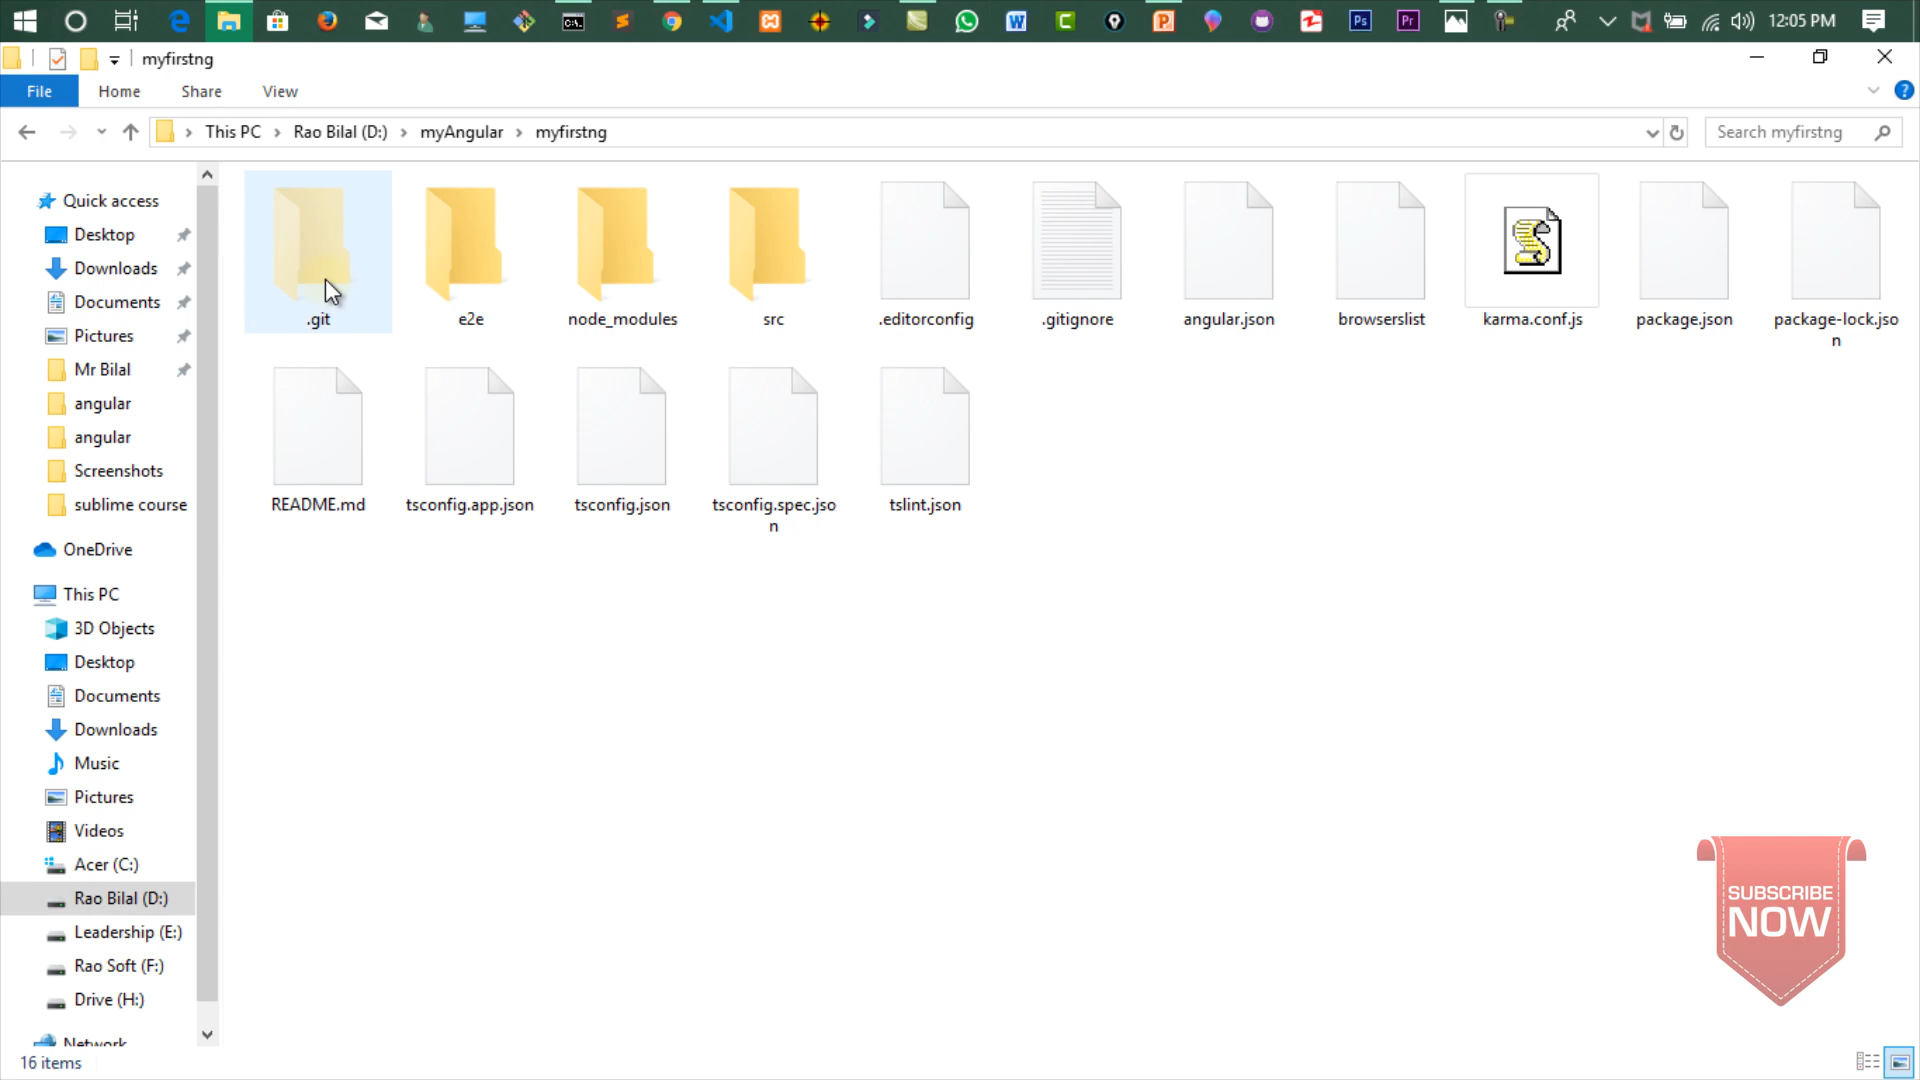 12:05 PM
myfirstng
File Home Share View
This PC > Rao Bilal (D:) > myAngular > myfirstng
Search myfirstng
Quick access
Desktop
Downloads
Documents
Pictures
Mr Bilal
angular
angular
Screenshots
sublime course
OneDrive
This PC
3D Objects
Desktop
Documents
Downloads
Music
Pictures
Videos
Acer (C:)
Rao Bilal (D:)
Leadership (E:)
Rao Soft (F:)
Drive (H:)
Network
.git
e2e
node_modules
src
.editorconfig
.gitignore
angular.json
browserslist
karma.conf.js
package.json
package-lock.jso
n
README.md
tsconfig.app.json
tsconfig.json
tsconfig.spec.jso
n
tslint.json
SUBSCRIBE
NOW
16 items